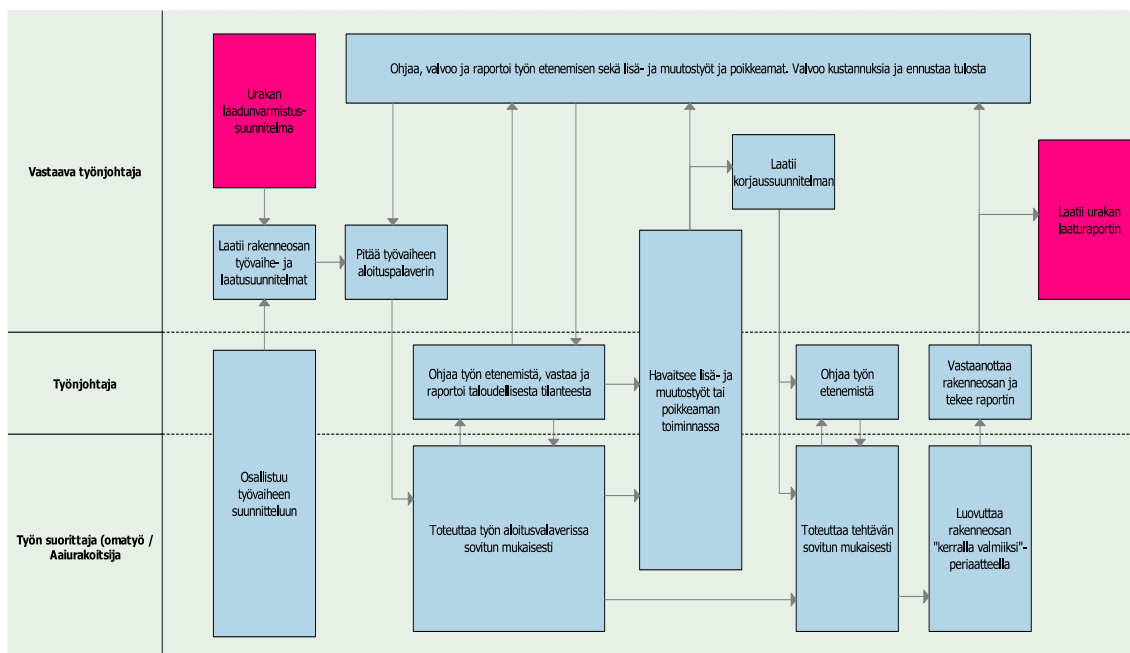 Ohjaa, valvoo ja raportoi työn etenemisen sekä lisä- ja muutostyöt ja poikkeamat. Valvoo kustannuksia ja ennustaa tulosta
Urakan
laadunvarmistus-
suunnitelma
Vastaava työnjohtaja
Laatii
korjaussuunnitelman
Laatii urakan
laaturaportin
Laatii rakenneosan
työvaihe- ja
laatusuunnitelmat
Pitää työvaiheen
aloituspalaverin
Työnjohtaja
Ohjaa työn etenemistä, vastaa ja
raportoi taloudellisesta tilanteesta
Havaitsee lisä- ja
muutostyöt tai
poikkeaman
toiminnassa
Ohjaa työn
etenemistä
Vastaanottaa
rakenneosan ja
tekee raportin
Työn suorittaja (omatyö /
Aaiurakoitsija
Osallistuu
työvaiheen
suunnitteluun
Toteuttaa työn aloitusvalaverissa
sovitun mukaisesti
Toteuttaa tehtävän
sovitun mukaisesti
Luovuttaa
rakenneosan
"kerralla valmiiksi"-
periaatteella